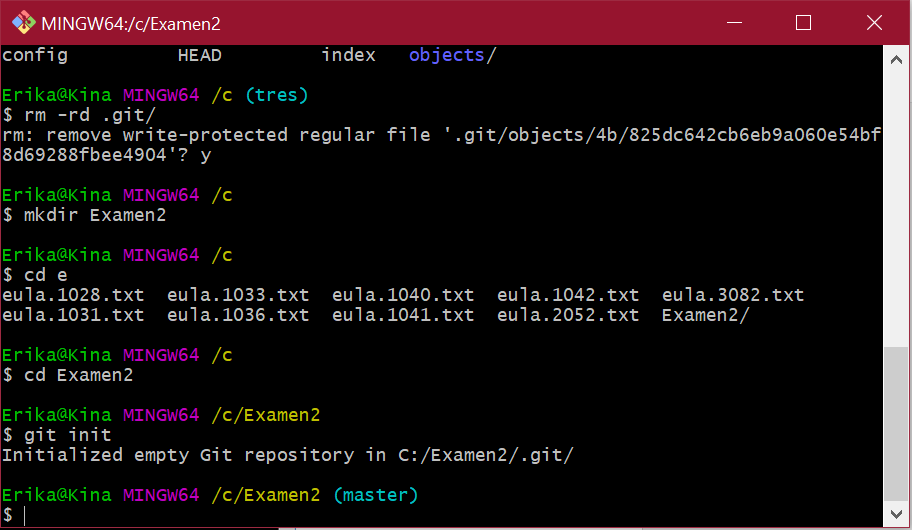 MINGW64:/c/Examen2
config HEAD index objects/
Erika@Kina MINGW64 /c (tres)
$ rm -rd .git/
rm: remove write-protected regular file '.git/objects/4b/825dc642cb6eb9a060e54bf
8d69288fbee4904'? y
Erika@Kina MINGW64 /c
$ mkdir Examen2
Erika@Kina MINGW64 /c
$ cd e
eula.1028.txt eula.1033.txt eula.1040.txt eula.1042.txt eula.3082.txt
eula.1031.txt eula.1036.txt eula.1041.txt eula.2052.txt Examen2/
Erika@Kina MINGW64 /c
$ cd Examen2
Erika@Kina MINGW64 /c/Examen2
$ git init
Initialized empty Git repository in C:/Examen2/.git/
Erika@Kina MINGW64 /c/Examen2 (master)
$